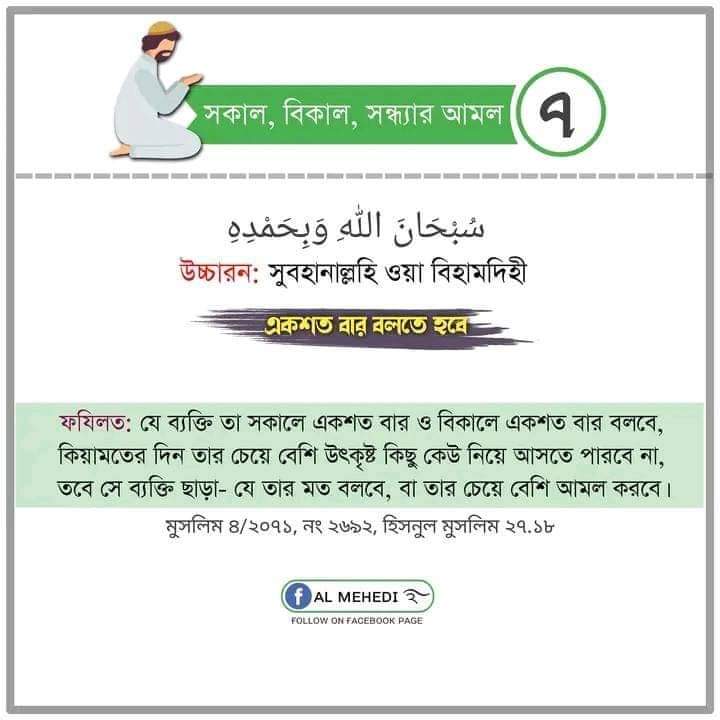 সকাল, বিকাল, সন্ধ্যার আমল
৭
سُبْحَانَ اللّٰهِ وَبِحَمْدِهِ
উচ্চারন: সুবহানাল্লহি ওয়া বিহামদিহী
একশত বার বলতে হবে
ফযিলত: যে ব্যক্তি তা সকালে একশত বার ও বিকালে একশত বার বলবে,
কিয়ামতের দিন তার চেয়ে বেশি উৎকৃষ্ট কিছু কেউ নিয়ে আসতে পারবে না,
তবে সে ব্যক্তি ছাড়া- যে তার মত বলবে, বা তার চেয়ে বেশি আমল করবে।
মুসলিম ৪/২০৭১, নং ২৬৯২, হিসনুল মুসলিম ২৭.১৮
f AL MEHEDI ২
FOLLOW ON FACEBOOK PAGE